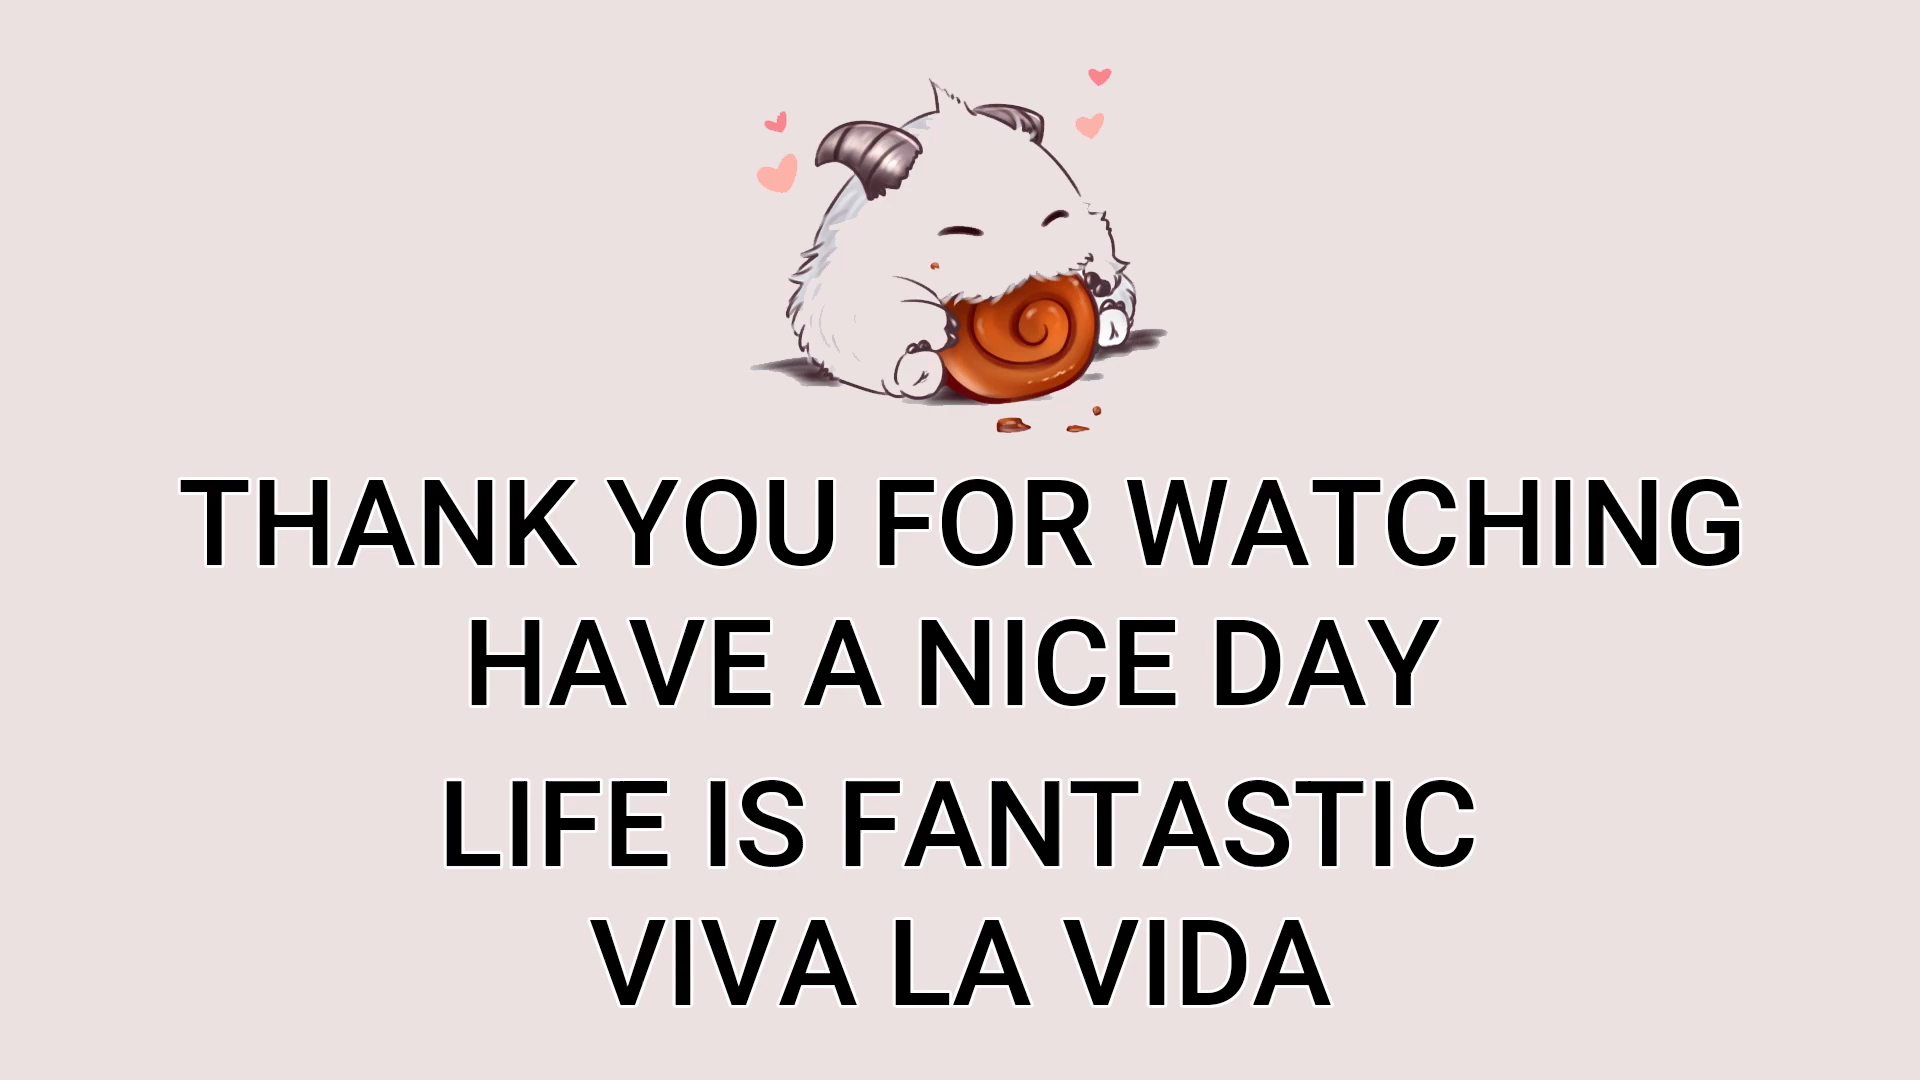 THANK YOU FOR WATCHING
HAVE A NICE DAY
LIFE IS FANTASTIC
VIVA LA VIDA